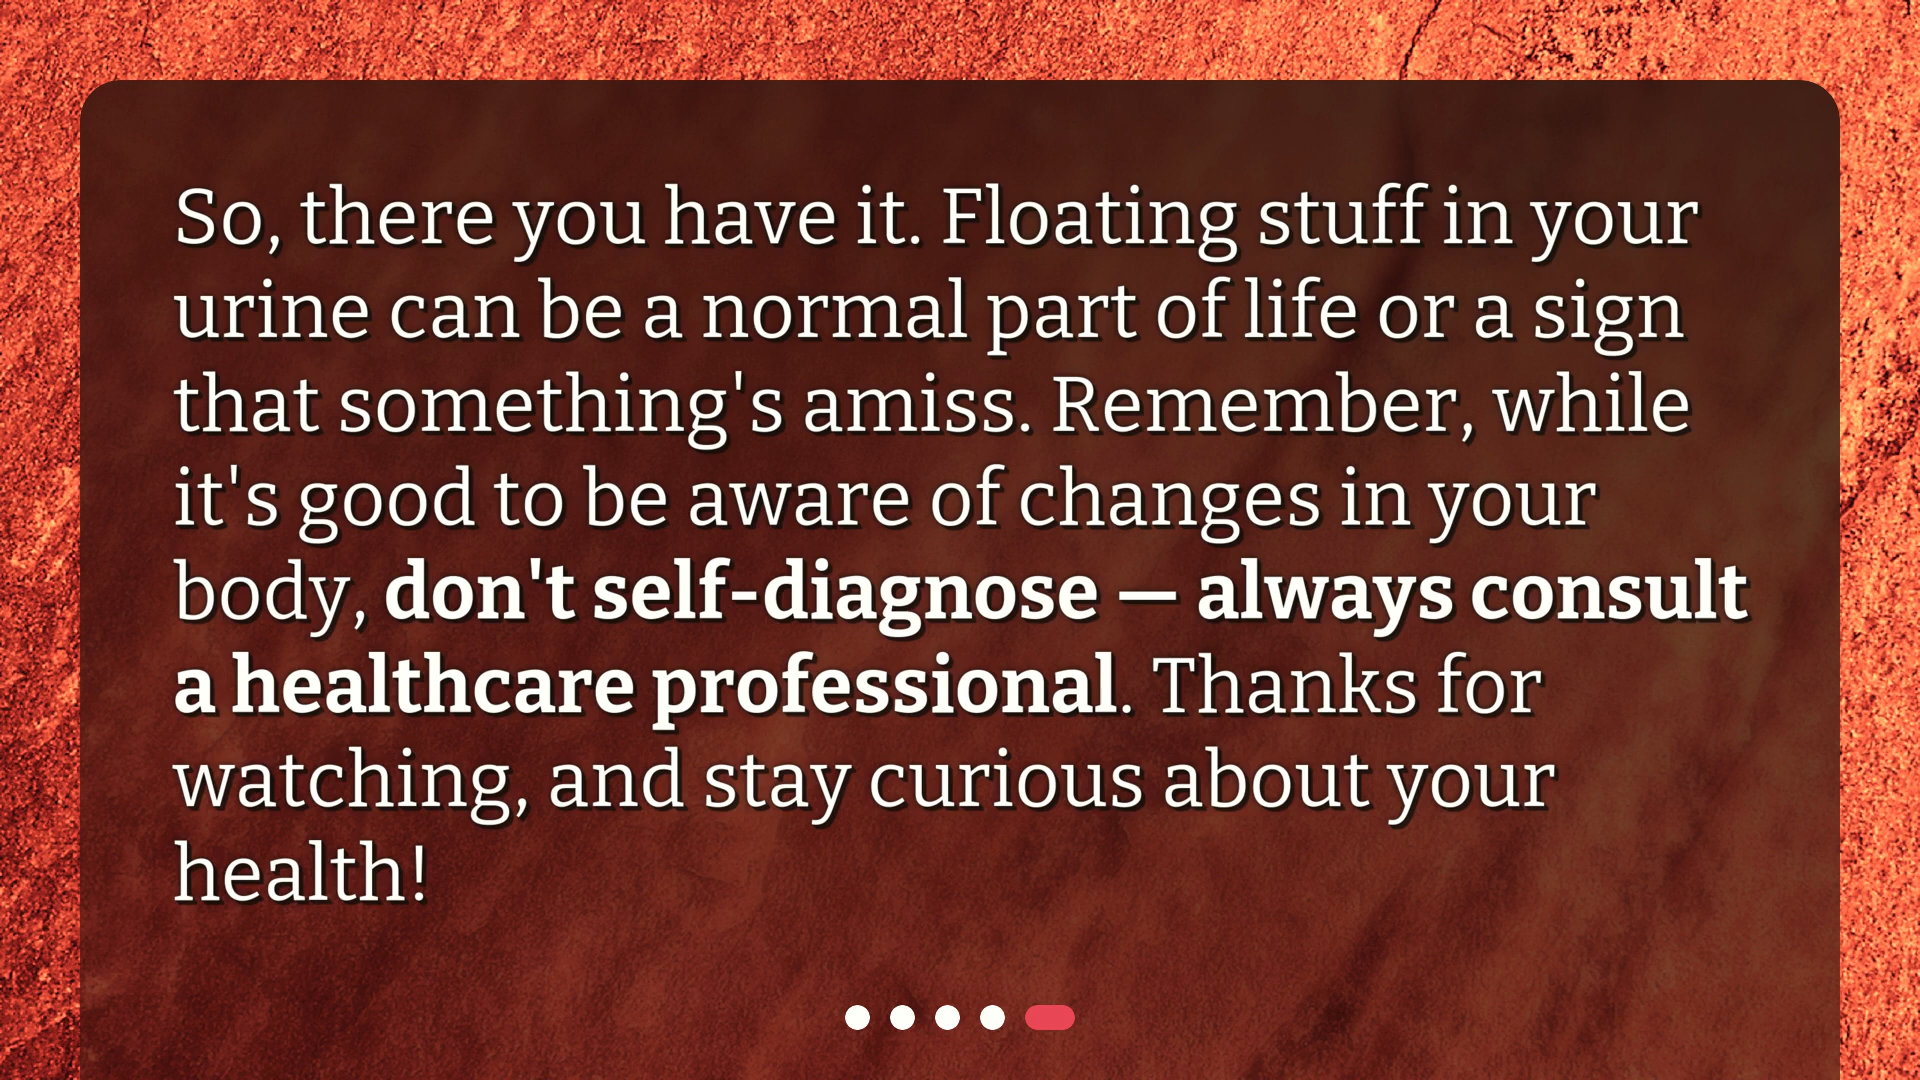 So, there you have it. Floating stuff in your
urine can be a normal part of life or a sign
that something's amiss. Remember, while
it's good to be aware of changes in your
body, don't self-diagnose — always consult
a healthcare professional. Thanks for
watching, and stay curious about your
health!